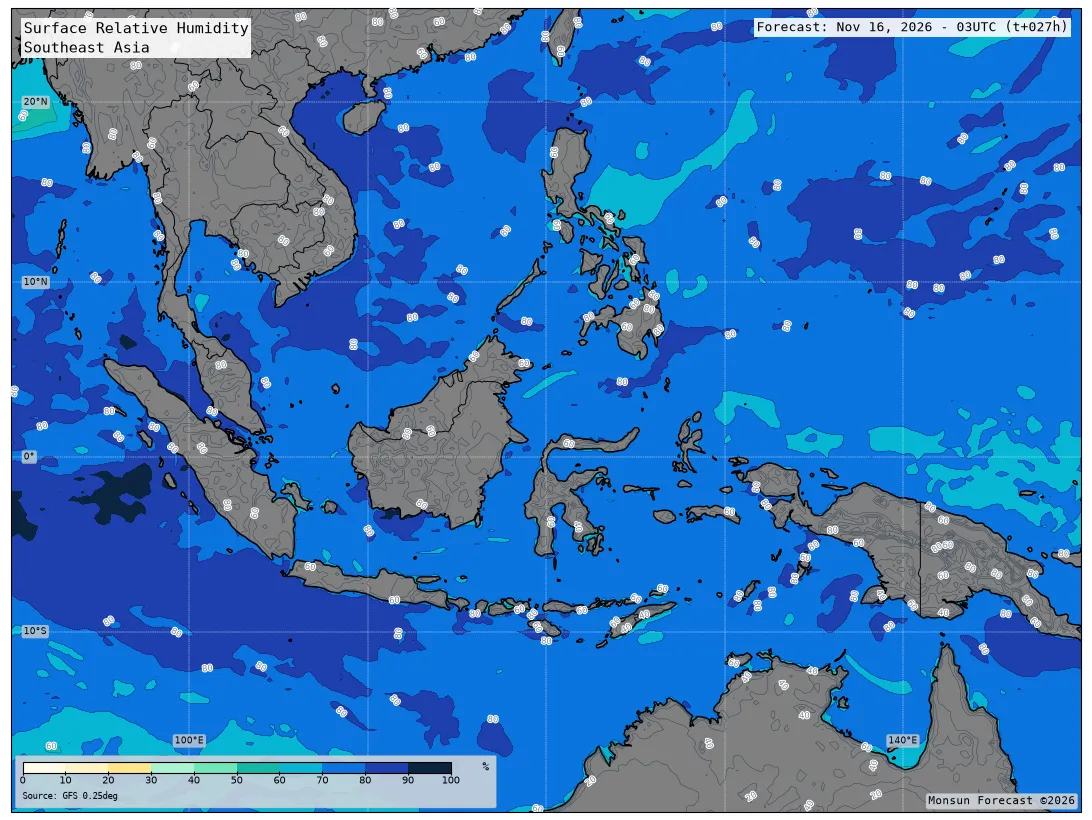 Surface Relative Humidity
Southeast Asia
Forecast: Nov 16, 2026 - 03UTC (t+027h)
20°N
10°N
0°
10°S
100°E
140°E
0 10 20 30 40 50 60 70 80 90 100
%
Source: GFS 0.25deg
Monsun Forecast ©2026